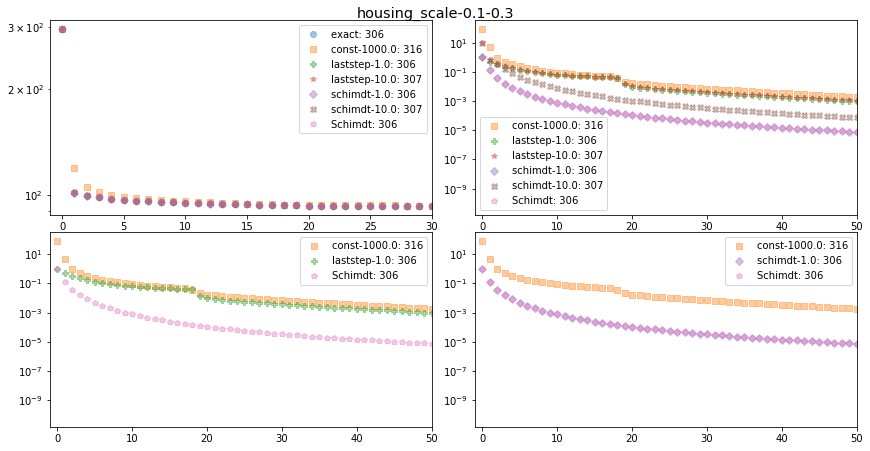 housing_scale-0.1-0.3
3 × 10²
2 × 10²
10²
exact: 306
const-1000.0: 316
laststep-1.0: 306
laststep-10.0: 307
schimdt-1.0: 306
schimdt-10.0: 307
Schimdt: 306
0 5 10 15 20 25 30
10¹
10⁻¹
10⁻³
10⁻⁵
10⁻⁷
10⁻⁹
const-1000.0: 316
laststep-1.0: 306
laststep-10.0: 307
schimdt-1.0: 306
schimdt-10.0: 307
Schimdt: 306
0 10 20 30 40 50
10¹
10⁻¹
10⁻³
10⁻⁵
10⁻⁷
10⁻⁹
const-1000.0: 316
laststep-1.0: 306
Schimdt: 306
0 10 20 30 40 50
10¹
10⁻¹
10⁻³
10⁻⁵
10⁻⁷
10⁻⁹
const-1000.0: 316
schimdt-1.0: 306
Schimdt: 306
0 10 20 30 40 50